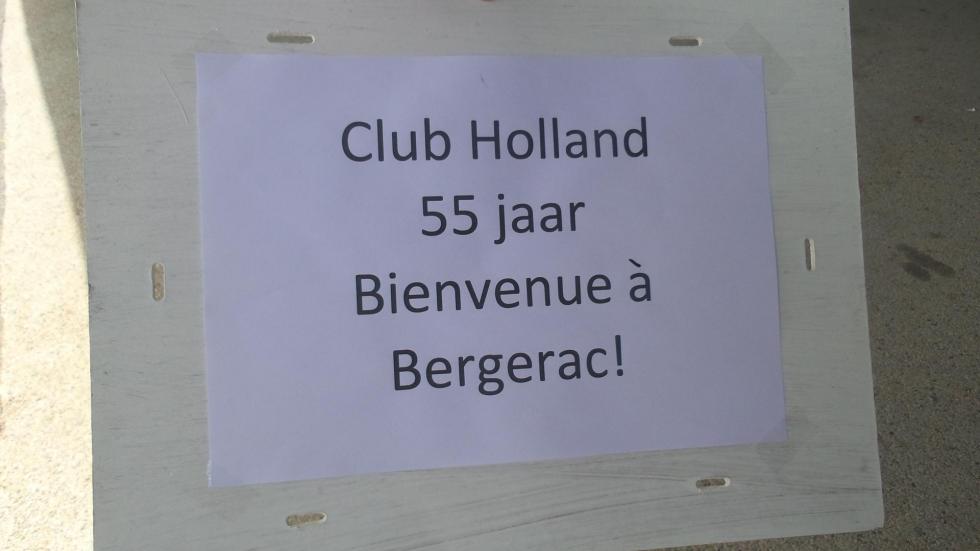 Club Holland
55 jaar
Bienvenue à
Bergerac!